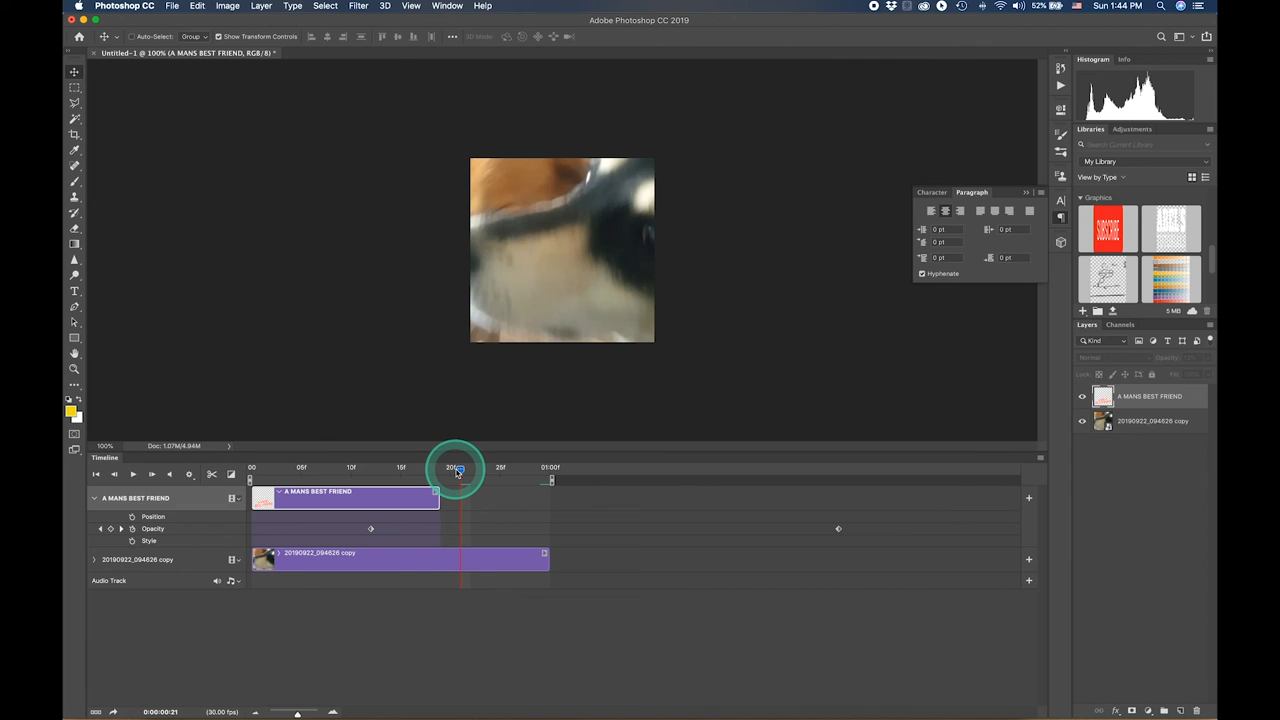 Photoshop CC File Edit Image Layer Type Select Filter 3D View Window Help
52% Sun 1:44 PM
Adobe Photoshop CC 2019
Auto-Select: Group Show Transform Controls 3D Mode
× Untitled-1 @ 100% (A MANS BEST FRIEND, RGB/8) *
Histogram Info
Libraries Adjustments
Search Current Library
My Library
View by Type
Graphics
SUBSCRIBE
5 MB
Character Paragraph
0 pt 0 pt
0 pt
0 pt 0 pt
Hyphenate
Layers Channels
Kind
Normal Opacity:
Lock: Fill:
A MANS BEST FRIEND
20190922_094626 copy
100% Doc: 1.07M/4.94M
Timeline
00 05f 10f 15f 20f 25f 01:00f
A MANS BEST FRIEND A MANS BEST FRIEND
Position
Opacity
Style
20190922_094626 copy 20190922_094626 copy
Audio Track
0:00:00:21 (30.00 fps)